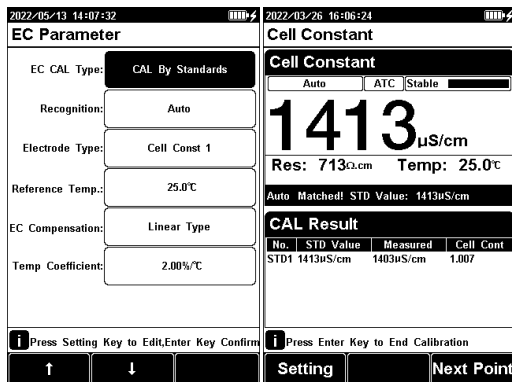 2022/05/13 14:07:32
EC Parameter
EC CAL Type: CAL By Standards
Recognition: Auto
Electrode Type: Cell Const 1
Reference Temp.: 25.0℃
EC Compensation: Linear Type
Temp Coefficient: 2.00%/℃
i Press Setting Key to Edit,Enter Key Confirm
↑ ↓
2022/03/26 16:06:24
Cell Constant
Cell Constant
Auto ATC Stable
1413 µS/cm
Res: 713Ω.cm Temp: 25.0℃
Auto Matched! STD Value: 1413µS/cm
CAL Result
No. STD Value Measured Cell Cont
STD1 1413µS/cm 1403µS/cm 1.007
i Press Enter Key to End Calibration
Setting Next Point